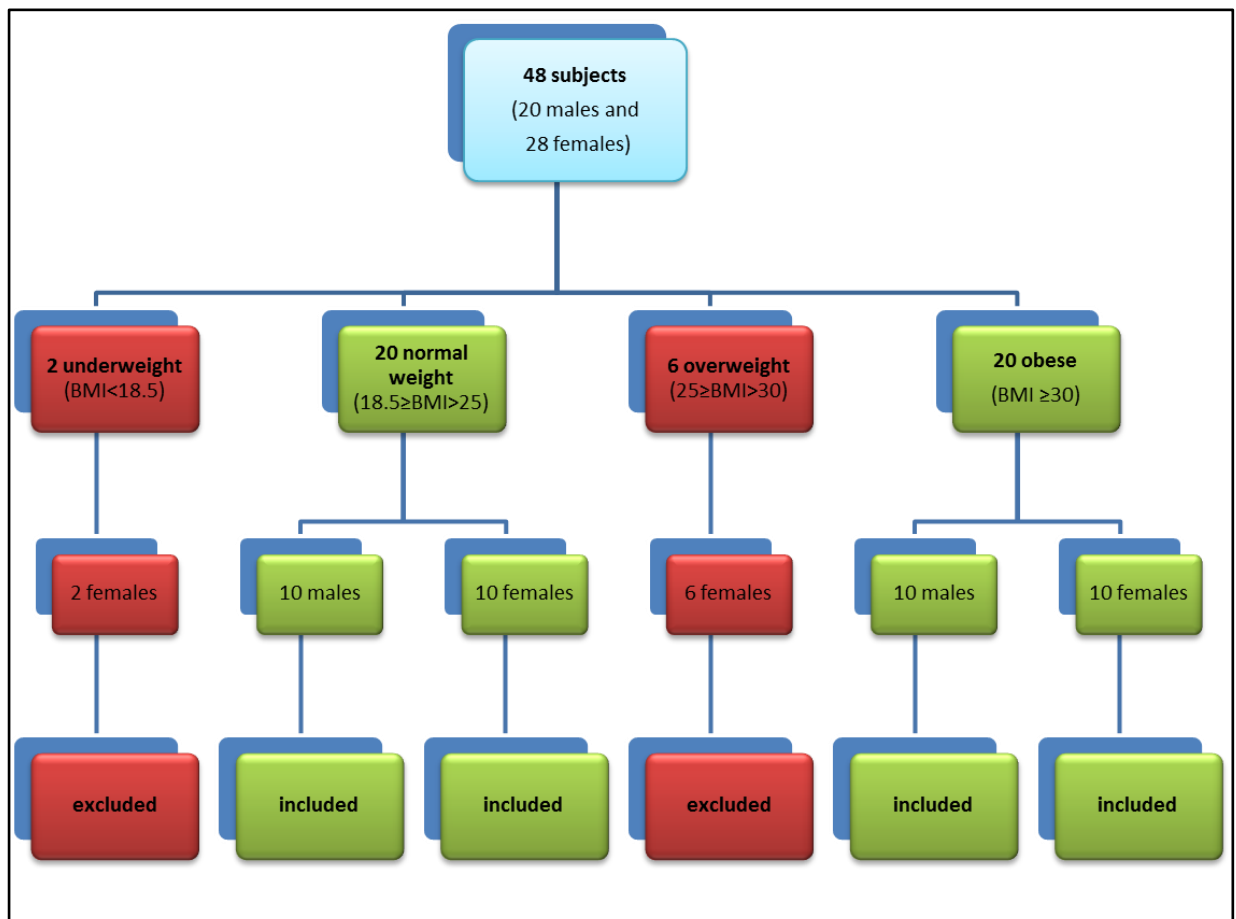 48 subjects
(20 males and
28 females)
2 underweight
(BMI<18.5)
20 normal
weight
(18.5≥BMI>25)
6 overweight
(25≥BMI>30)
20 obese
(BMI ≥30)
2 females
10 males
10 females
6 females
10 males
10 females
excluded
included
included
excluded
included
included